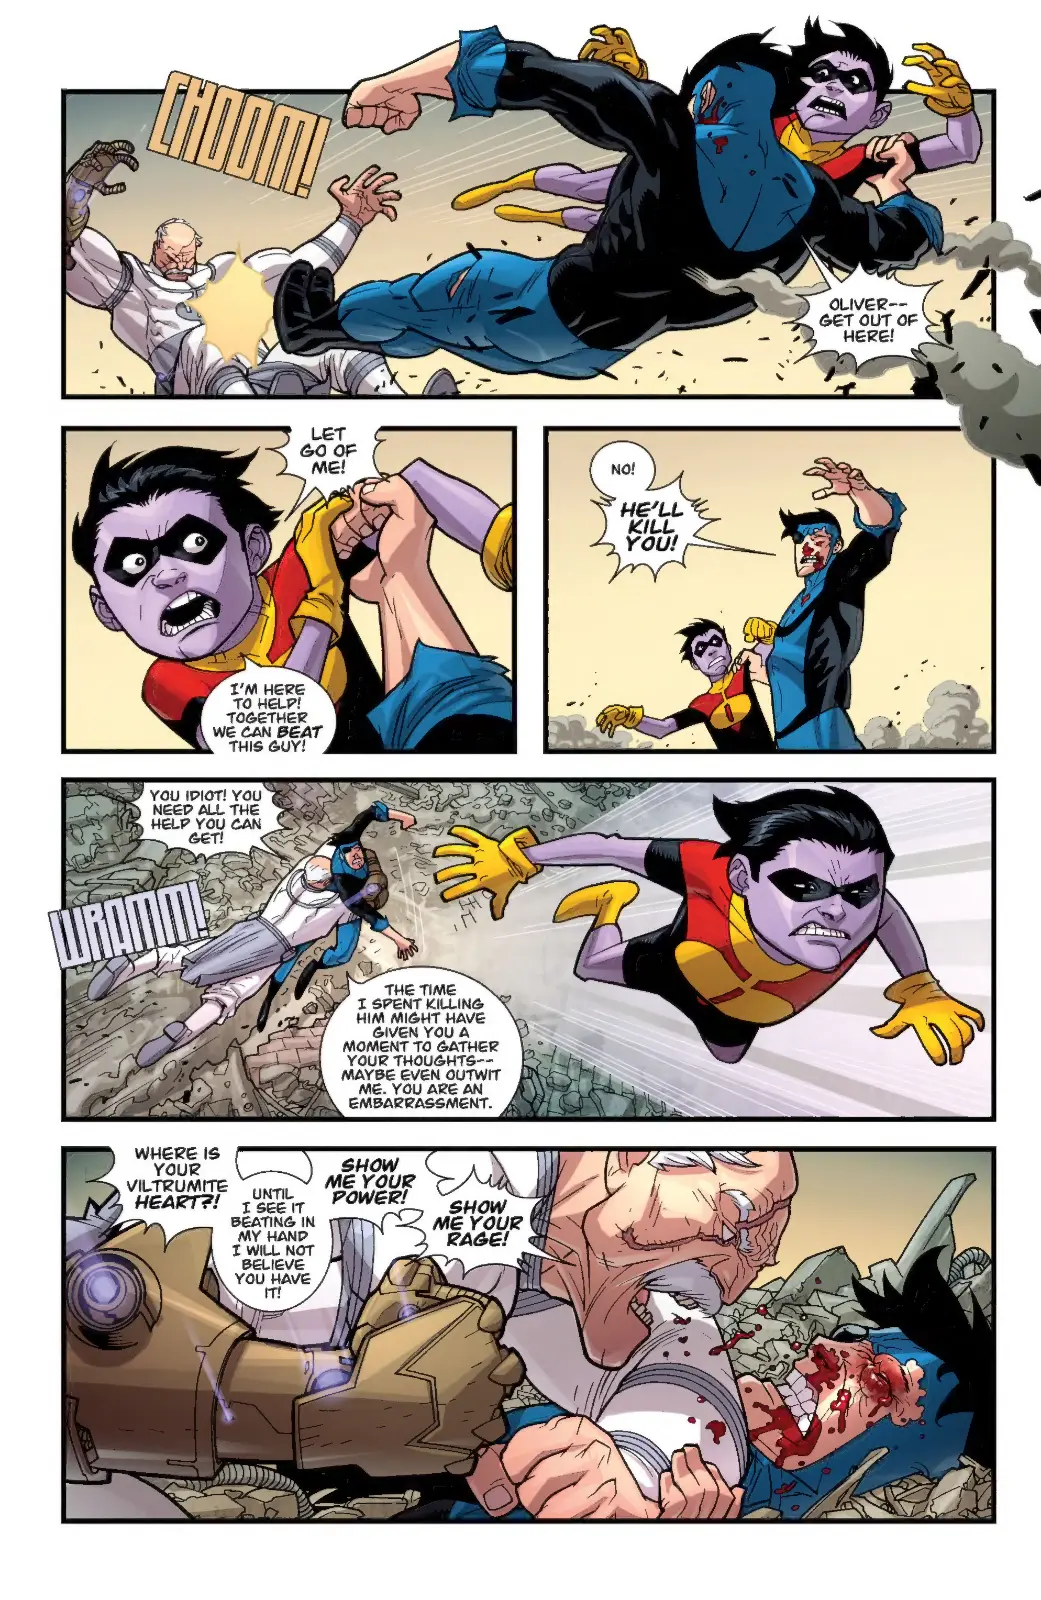 CHOOM!
OLIVER--
GET OUT OF
HERE!
LET
GO OF
ME!
I'M HERE
TO HELP!
TOGETHER
WE CAN BEAT
THIS GUY!
NO!
HE'LL
KILL
YOU!
YOU IDIOT! YOU
NEED ALL THE
HELP YOU CAN
GET!
WRAMM!
THE TIME
I SPENT KILLING
HIM MIGHT HAVE
GIVEN YOU A
MOMENT TO GATHER
YOUR THOUGHTS--
MAYBE EVEN OUTWIT
ME. YOU ARE AN
EMBARRASSMENT.
WHERE IS
YOUR
VILTRUMITE
HEART?!
UNTIL
I SEE IT
BEATING IN
MY HAND
I WILL NOT
BELIEVE
YOU HAVE
IT!
SHOW
ME YOUR
POWER!
SHOW
ME YOUR
RAGE!